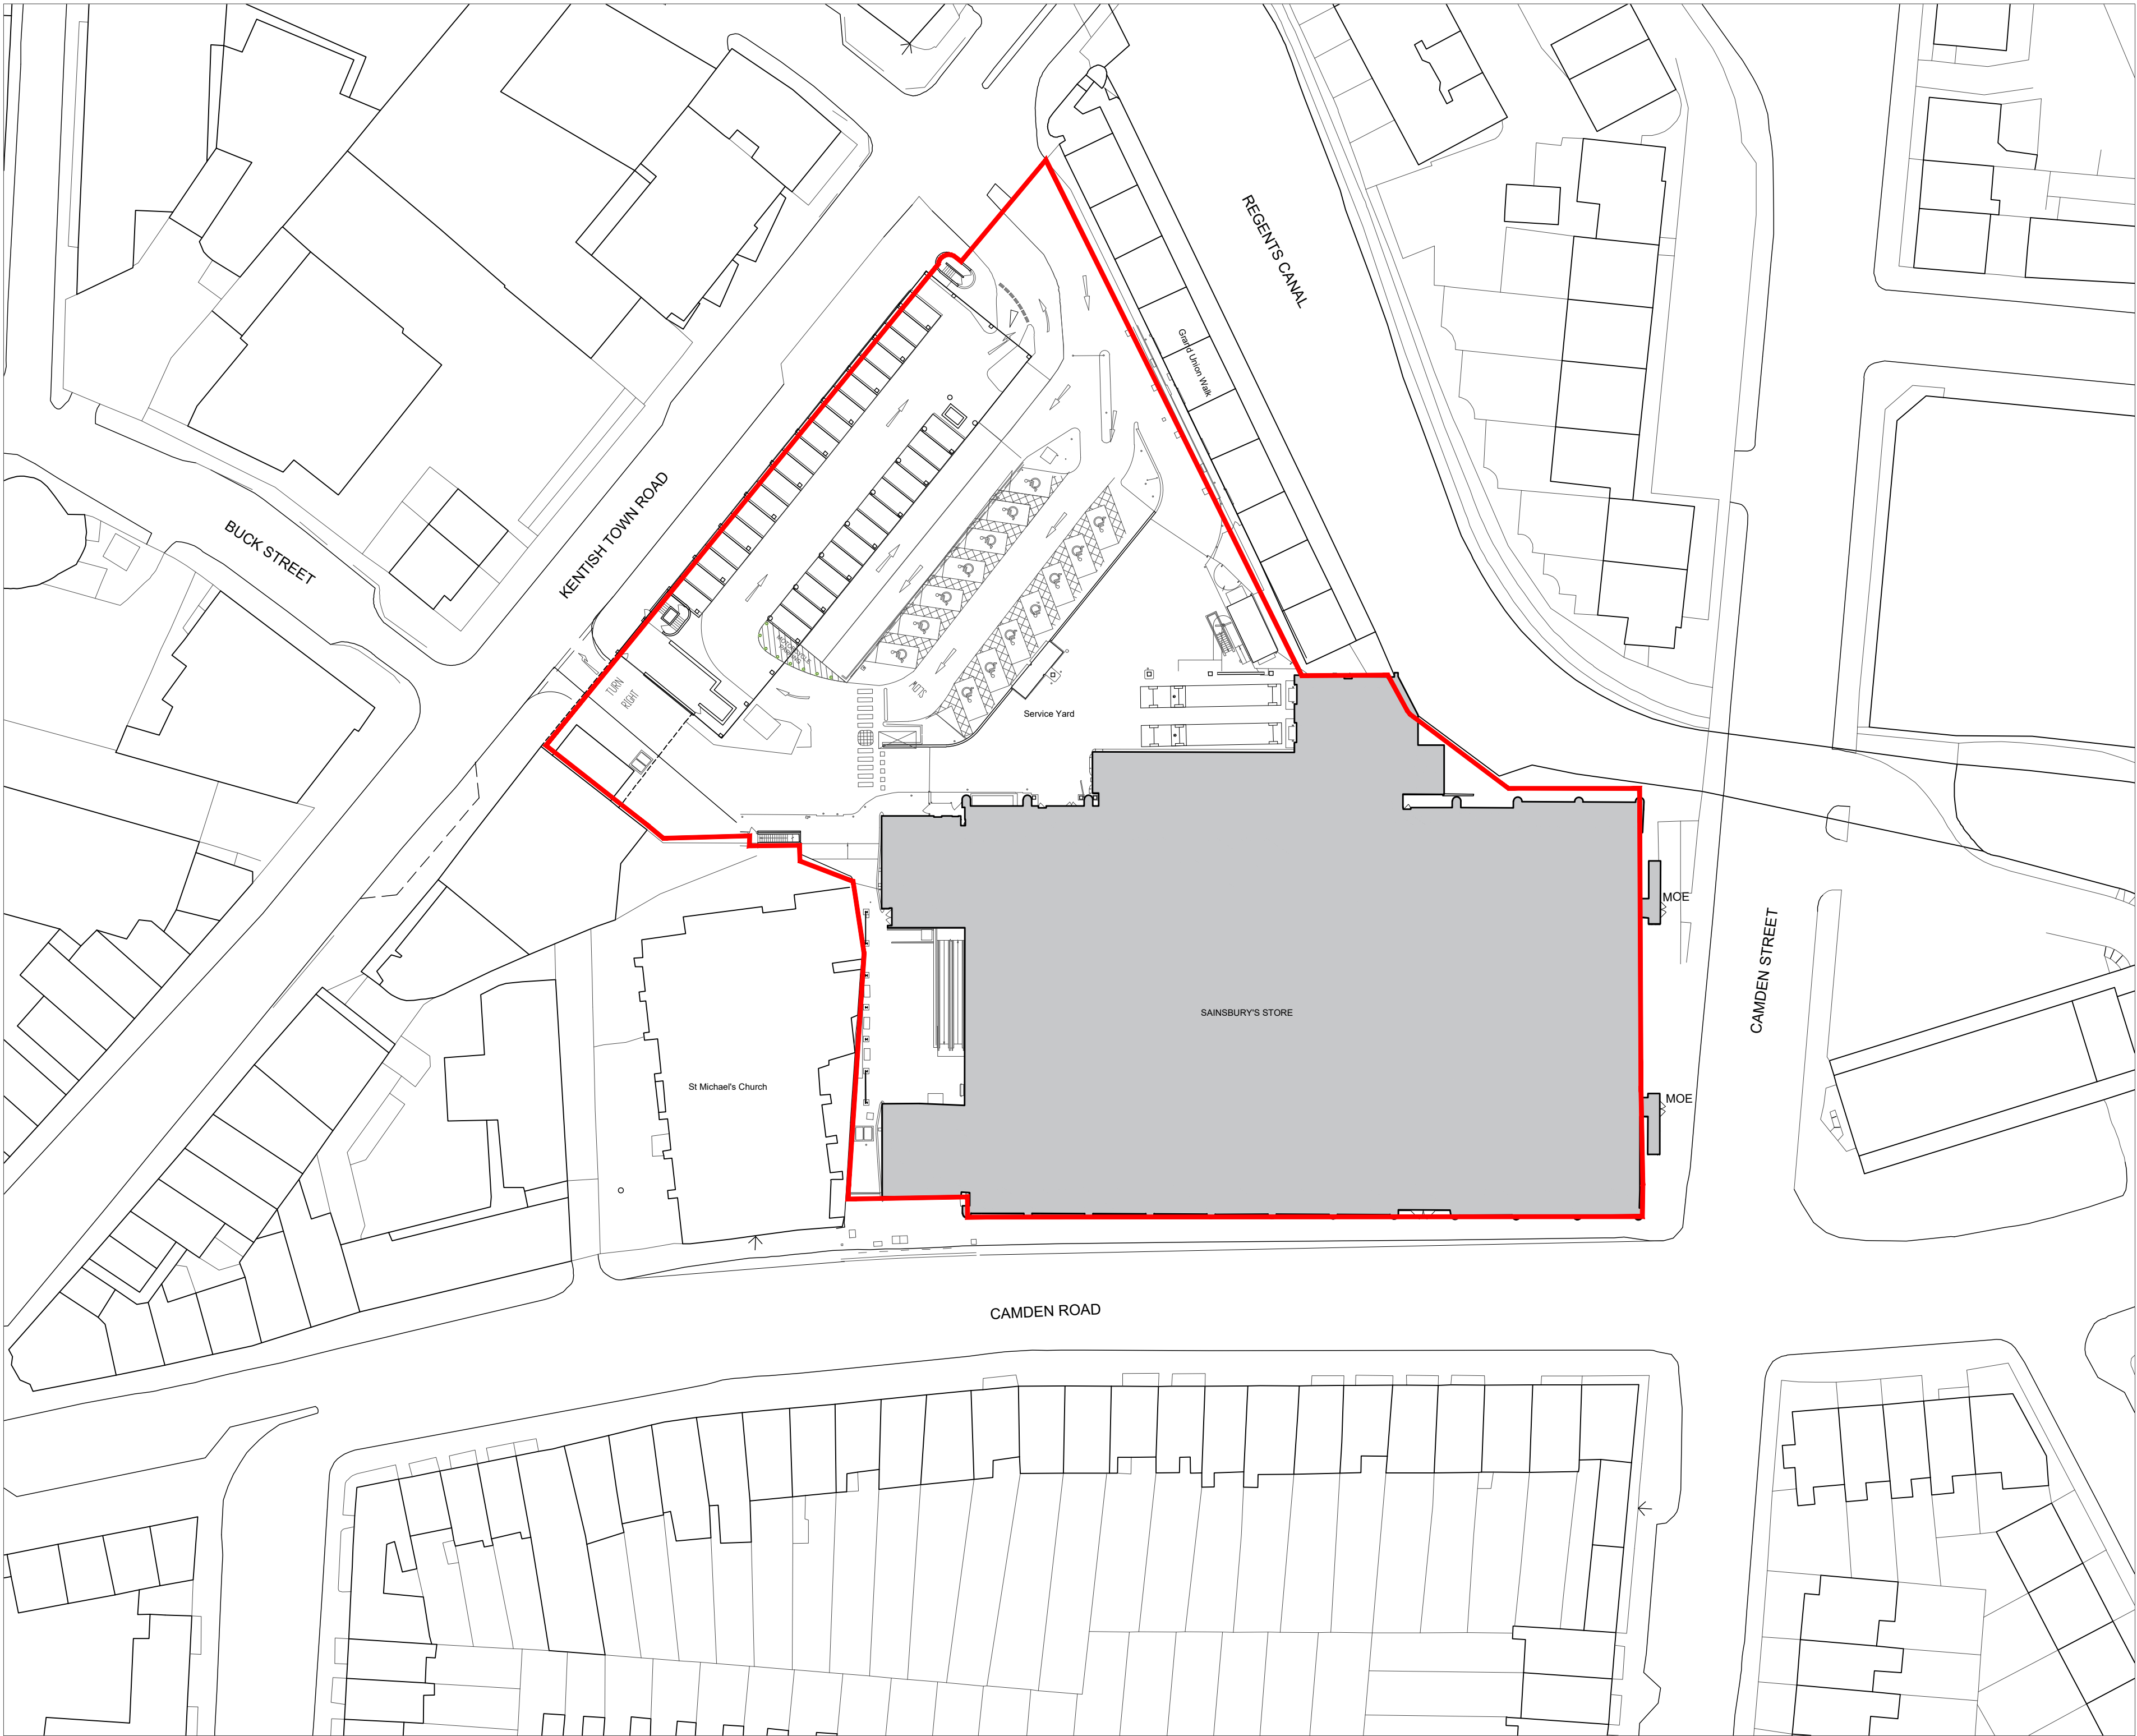 REGENTS CANAL
Grand Union Walk
KENTISH TOWN ROAD
BUCK STREET
TURN
RIGHT
Service Yard
MOE
CAMDEN STREET
SAINSBURY'S STORE
St Michael's Church
MOE
CAMDEN ROAD